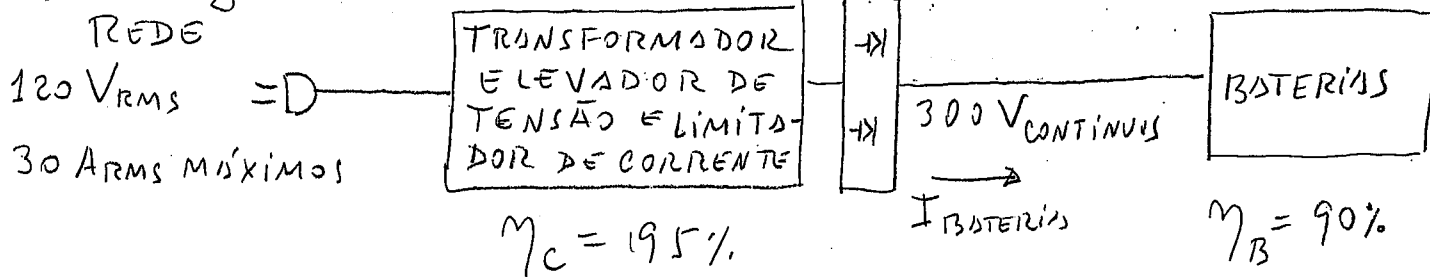 REDE
120 VRMS
30 ARMS MÁXIMOS
TRANSFORMADOR
ELEVADOR DE
TENSÃO E LIMITA-
DOR DE CORRENTE
ηc = 195%
300 VCONTÍNUOS
IBATERIAS
BATERIAS
ηB = 90%